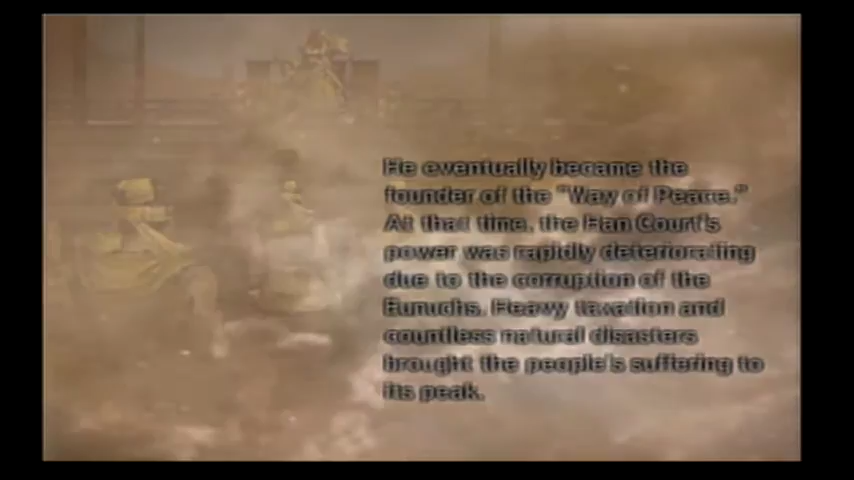 He eventually became the
founder of the "Way of Peace."
At that time, the Han Court's
power was rapidly deteriorating
due to the corruption of the
Eunuchs. Heavy taxation and
countless natural disasters
brought the people's suffering to
its peak.